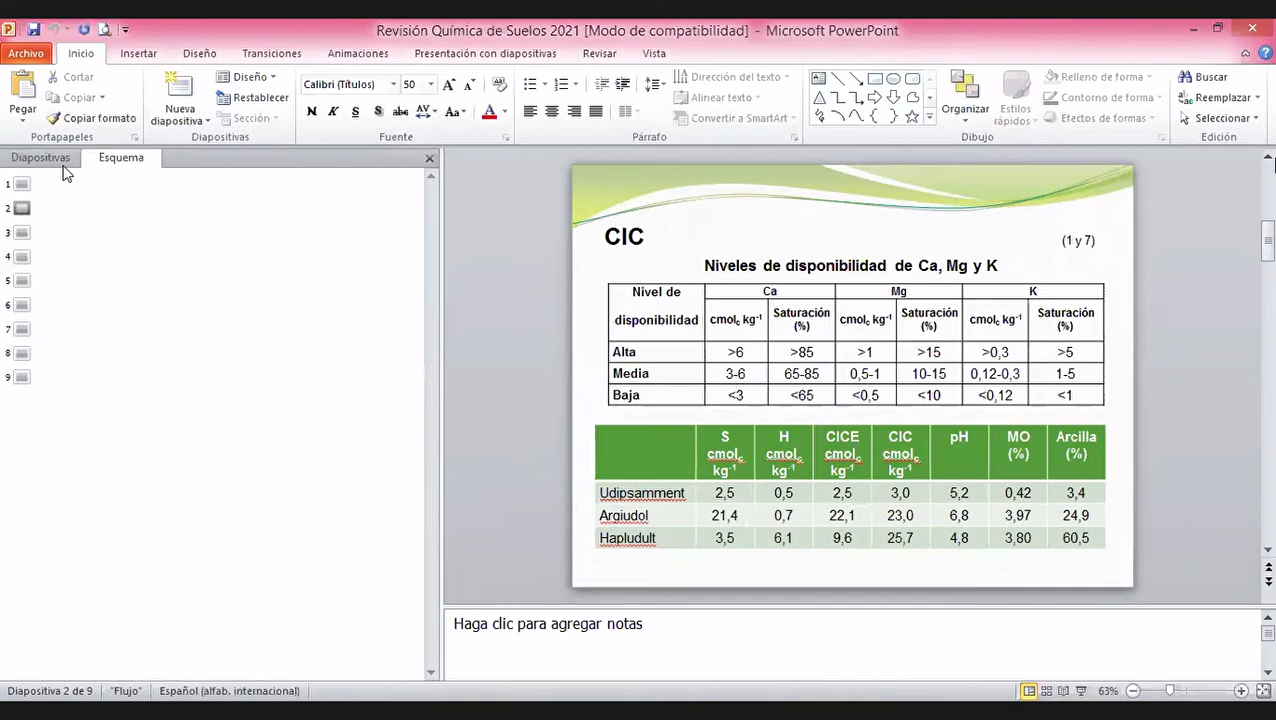 Revisión Química de Suelos 2021 [Modo de compatibilidad] - Microsoft PowerPoint
Archivo Inicio Insertar Diseño Transiciones Animaciones Presentación con diapositivas Revisar Vista
Pegar
Cortar
Copiar
Copiar formato
Portapapeles
Nueva diapositiva
Diseño
Restablecer
Sección
Diapositivas
Calibri (Títulos) 50
N K S S abc AV Aa A
Fuente
Dirección del texto
Alinear texto
Convertir a SmartArt
Párrafo
Organizar
Estilos rápidos
Relleno de forma
Contorno de forma
Efectos de formas
Dibujo
Buscar
Reemplazar
Seleccionar
Edición
Diapositivas Esquema
1
2
3
4
5
6
7
8
9
CIC
(1 y 7)
Niveles de disponibilidad de Ca, Mg y K
Nivel de disponibilidad Ca Mg K
cmolc kg-1 Saturación (%) cmolc kg-1 Saturación (%) cmolc kg-1 Saturación (%)
Alta >6 >85 >1 >15 >0,3 >5
Media 3-6 65-85 0,5-1 10-15 0,12-0,3 1-5
Baja <3 <65 <0,5 <10 <0,12 <1
S cmolc kg-1 H cmolc kg-1 CICE cmolc kg-1 CIC cmolc kg-1 pH MO (%) Arcilla (%)
Udipsamment 2,5 0,5 2,5 3,0 5,2 0,42 3,4
Argiudol 21,4 0,7 22,1 23,0 6,8 3,97 24,9
Hapludult 3,5 6,1 9,6 25,7 4,8 3,80 60,5
Haga clic para agregar notas
Diapositiva 2 de 9 "Flujo" Español (alfab. internacional) 63%